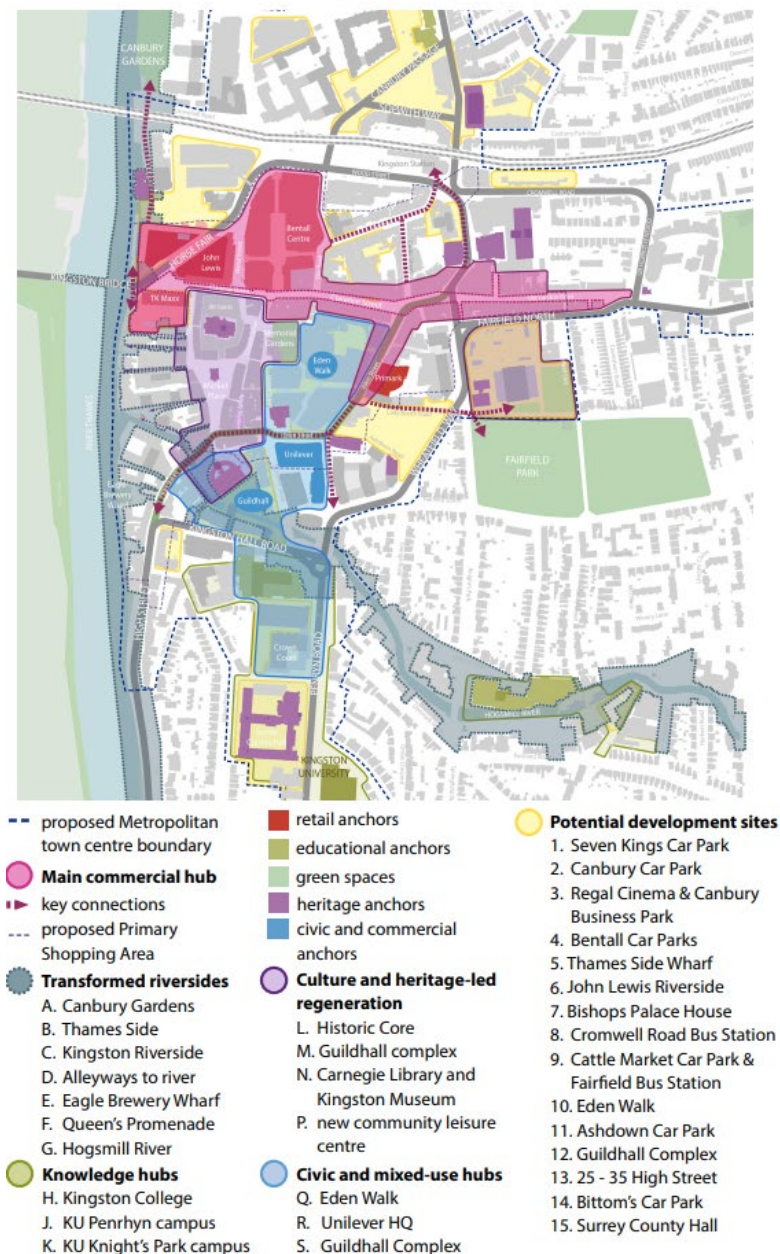 CANBURY GARDENS
CANBURY PASSAGE
SOPWITH WAY
Kingston Station
CROMWELL ROAD
Bentall
Centre
HORSE FAIR
John
Lewis
KINGSTON BRIDGE
TK Maxx
FAIRFIELD NORTH
Memorial
Gardens
Eden
Walk
Market
Place
Primark
FAIRFIELD
PARK
Unilever
Guildhall
KINGSTON HALL ROAD
HIGH STREET
Crown
Court
PENRHYN ROAD
HOGSMILL RIVER
KINGSTON
UNIVERSITY
proposed Metropolitan
town centre boundary
Main commercial hub
key connections
proposed Primary
Shopping Area
Transformed riversides
A. Canbury Gardens
B. Thames Side
C. Kingston Riverside
D. Alleyways to river
E. Eagle Brewery Wharf
F. Queen's Promenade
G. Hogsmill River
Knowledge hubs
H. Kingston College
J. KU Penrhyn campus
K. KU Knight's Park campus
retail anchors
educational anchors
green spaces
heritage anchors
civic and commercial
anchors
Culture and heritage-led
regeneration
L. Historic Core
M. Guildhall complex
N. Carnegie Library and
Kingston Museum
P. new community leisure
centre
Civic and mixed-use hubs
Q. Eden Walk
R. Unilever HQ
S. Guildhall Complex
Potential development sites
1. Seven Kings Car Park
2. Canbury Car Park
3. Regal Cinema & Canbury
Business Park
4. Bentall Car Parks
5. Thames Side Wharf
6. John Lewis Riverside
7. Bishops Palace House
8. Cromwell Road Bus Station
9. Cattle Market Car Park &
Fairfield Bus Station
10. Eden Walk
11. Ashdown Car Park
12. Guildhall Complex
13. 25 - 35 High Street
14. Bittom's Car Park
15. Surrey County Hall